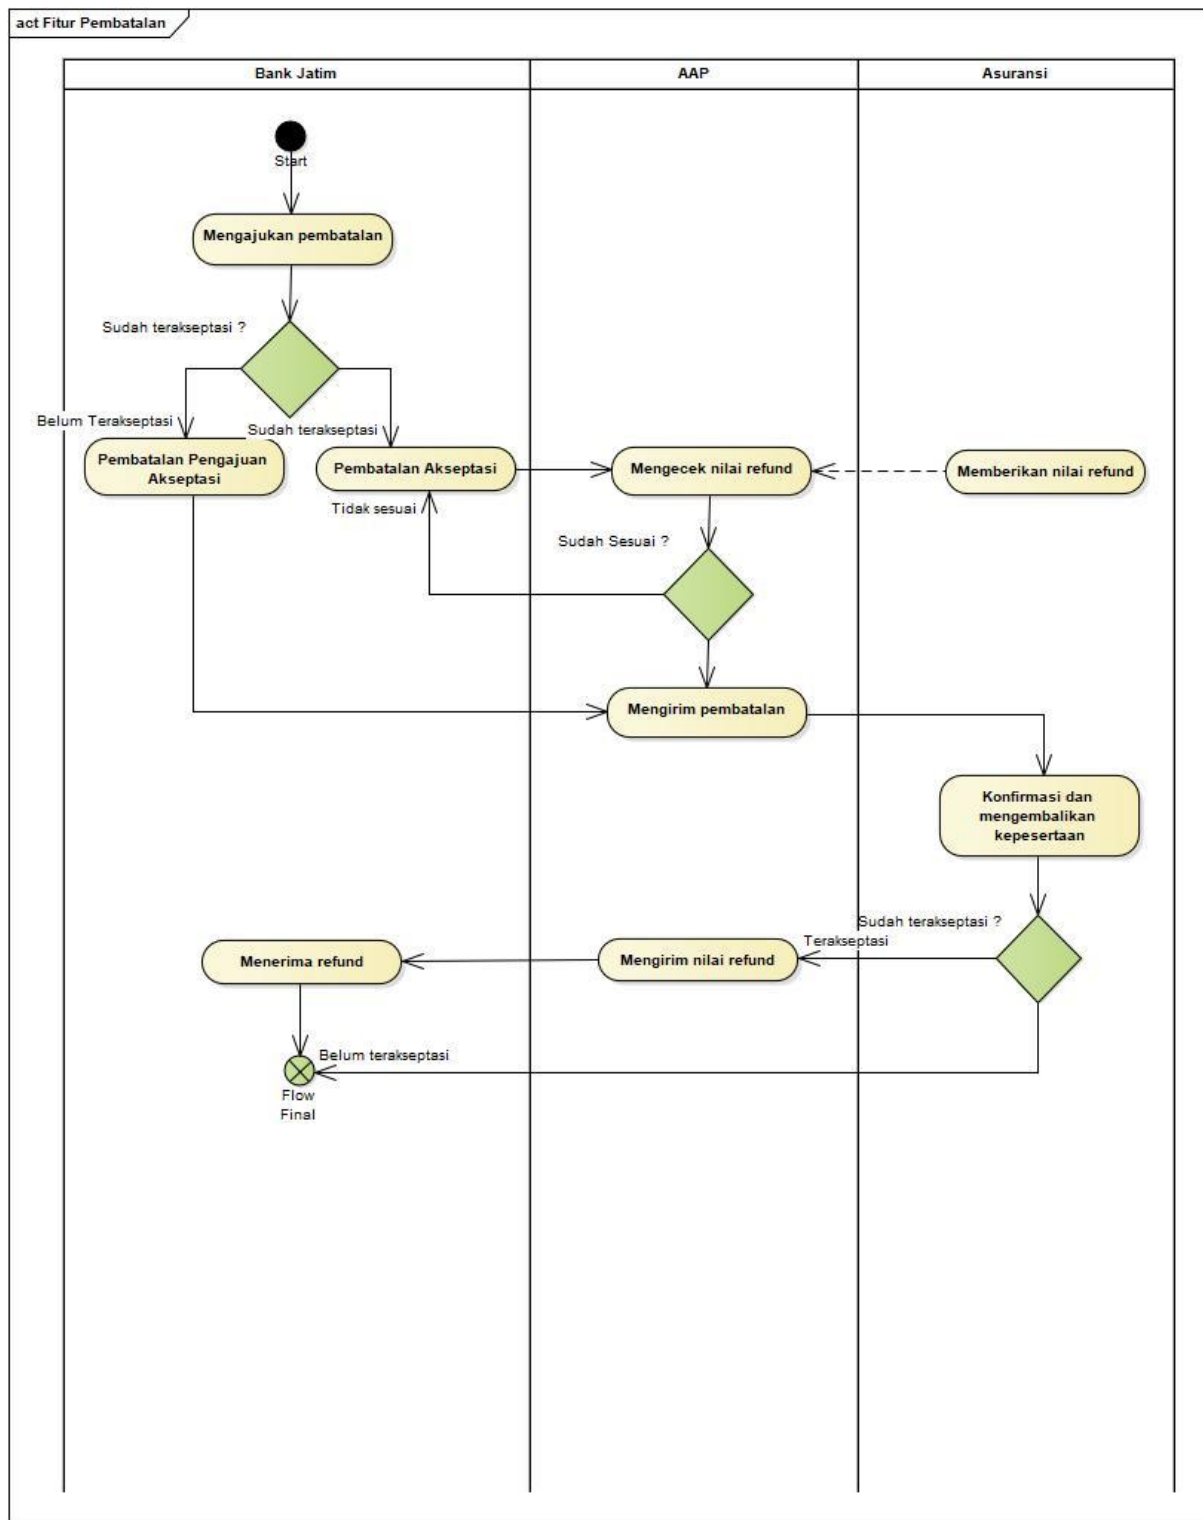 act Fitur Pembatalan
Bank Jatim
AAP
Asuransi
Start
Mengajukan pembatalan
Sudah terakseptasi ?
Belum Terakseptasi
Sudah terakseptasi
Pembatalan Pengajuan
Akseptasi
Pembatalan Akseptasi
Mengecek nilai refund
Memberikan nilai refund
Tidak sesuai
Sudah Sesuai ?
Mengirim pembatalan
Konfirmasi dan
mengembalikan
kepesertaan
Sudah terakseptasi ?
Terakseptasi
Menerima refund
Mengirim nilai refund
Belum terakseptasi
Flow
Final